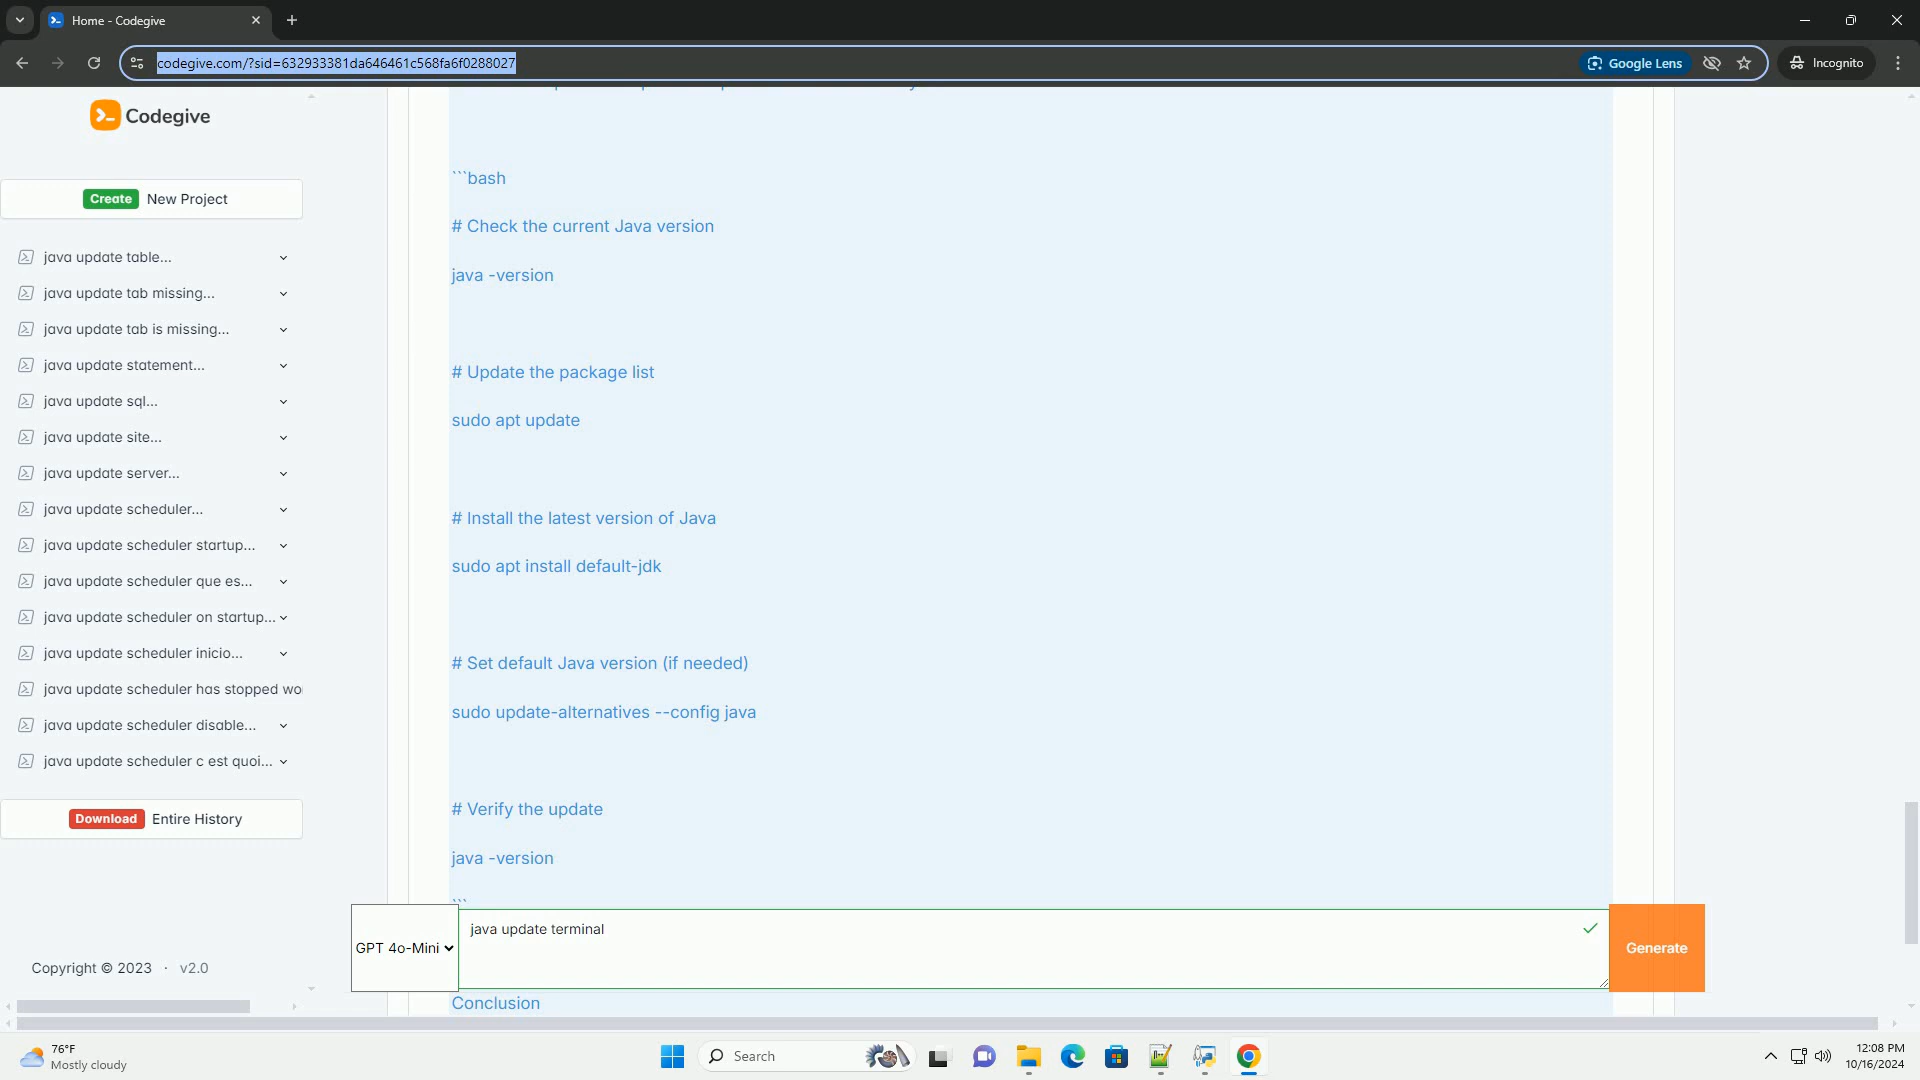 Home - Codegive
codegive.com/?sid=632933381da646461c568fa6f0288027
Google Lens
Incognito
Codegive
Create New Project
java update table...
java update tab missing...
java update tab is missing...
java update statement...
java update sql...
java update site...
java update server...
java update scheduler...
java update scheduler startup...
java update scheduler que es...
java update scheduler on startup...
java update scheduler inicio...
java update scheduler has stopped wo
java update scheduler disable...
java update scheduler c est quoi...
Download Entire History
Copyright © 2023 · v2.0
```bash
# Check the current Java version
java -version
# Update the package list
sudo apt update
# Install the latest version of Java
sudo apt install default-jdk
# Set default Java version (if needed)
sudo update-alternatives --config java
# Verify the update
java -version
```
GPT 4o-Mini
java update terminal
Generate
Conclusion
76°F
Mostly cloudy
Search
12:08 PM
10/16/2024